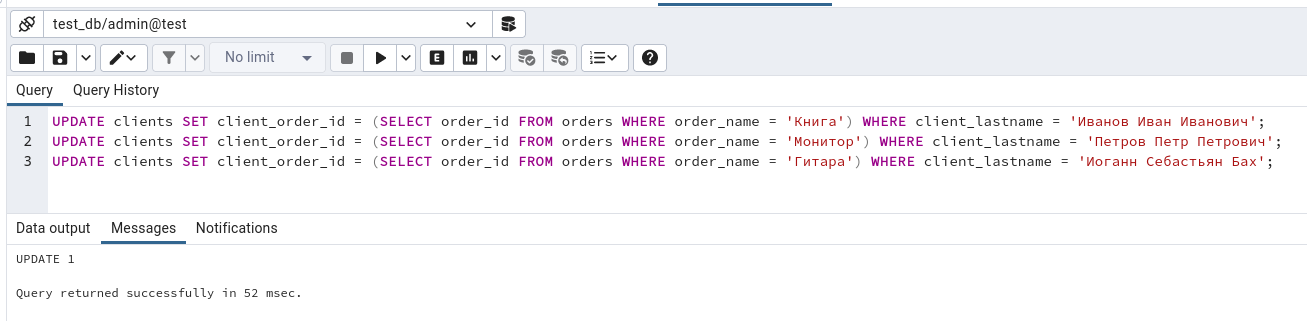 test_db/admin@test
No limit
Query Query History
1 UPDATE clients SET client_order_id = (SELECT order_id FROM orders WHERE order_name = 'Книга') WHERE client_lastname = 'Иванов Иван Иванович';
2 UPDATE clients SET client_order_id = (SELECT order_id FROM orders WHERE order_name = 'Монитор') WHERE client_lastname = 'Петров Петр Петрович';
3 UPDATE clients SET client_order_id = (SELECT order_id FROM orders WHERE order_name = 'Гитара') WHERE client_lastname = 'Иоганн Себастьян Бах';
Data output Messages Notifications
UPDATE 1
Query returned successfully in 52 msec.